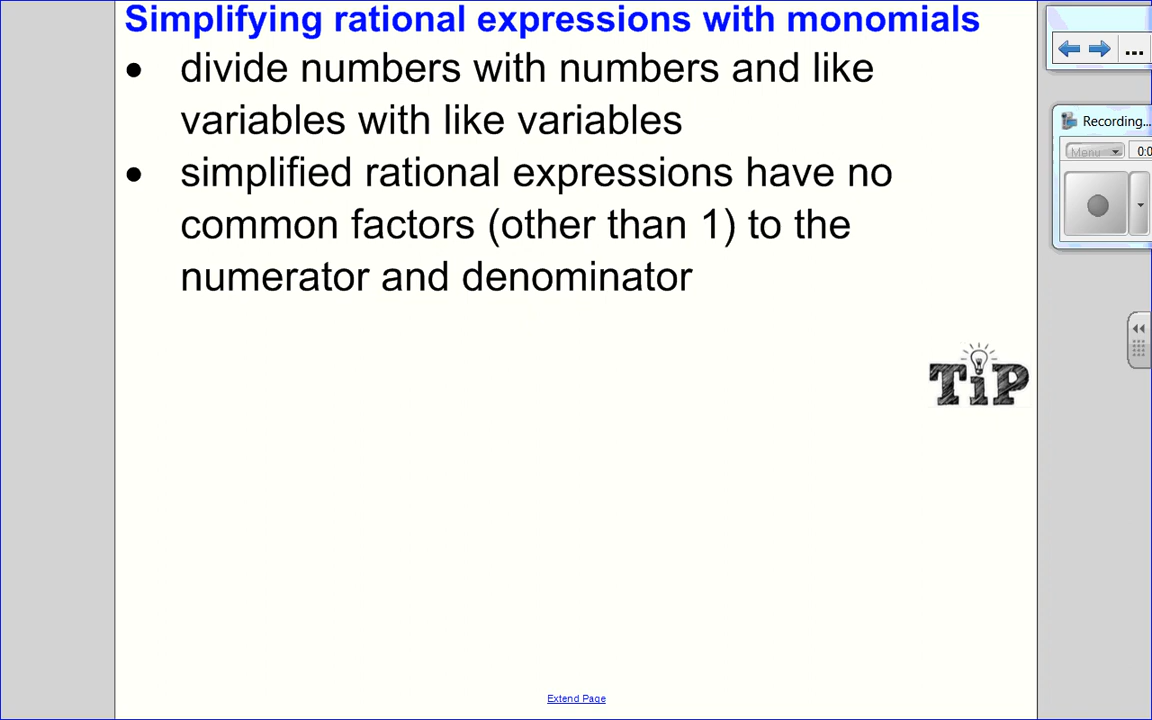 Simplifying rational expressions with monomials
• divide numbers with numbers and like
variables with like variables
• simplified rational expressions have no
common factors (other than 1) to the
numerator and denominator
...
Recording...
Menu 0:0
TiP
Extend Page